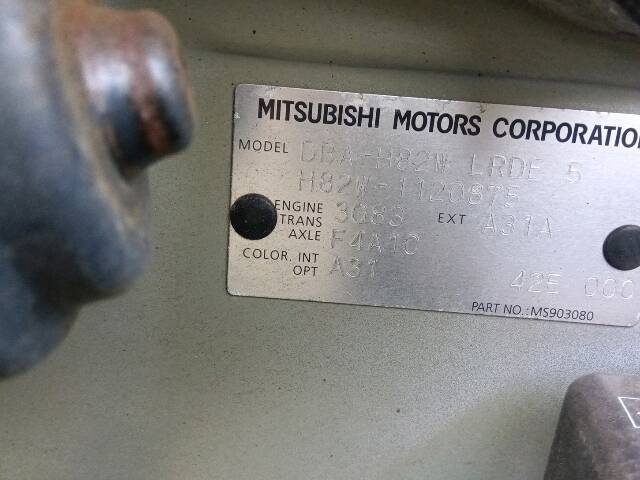 MITSUBISHI MOTORS CORPORATION
MODEL DBA-H82W LRDE 5
H82W-1120875
ENGINE 3G83 EXT A31A
TRANS
AXLE F4A1C
COLOR. INT A31
OPT 42E 000
PART NO.:MS903080